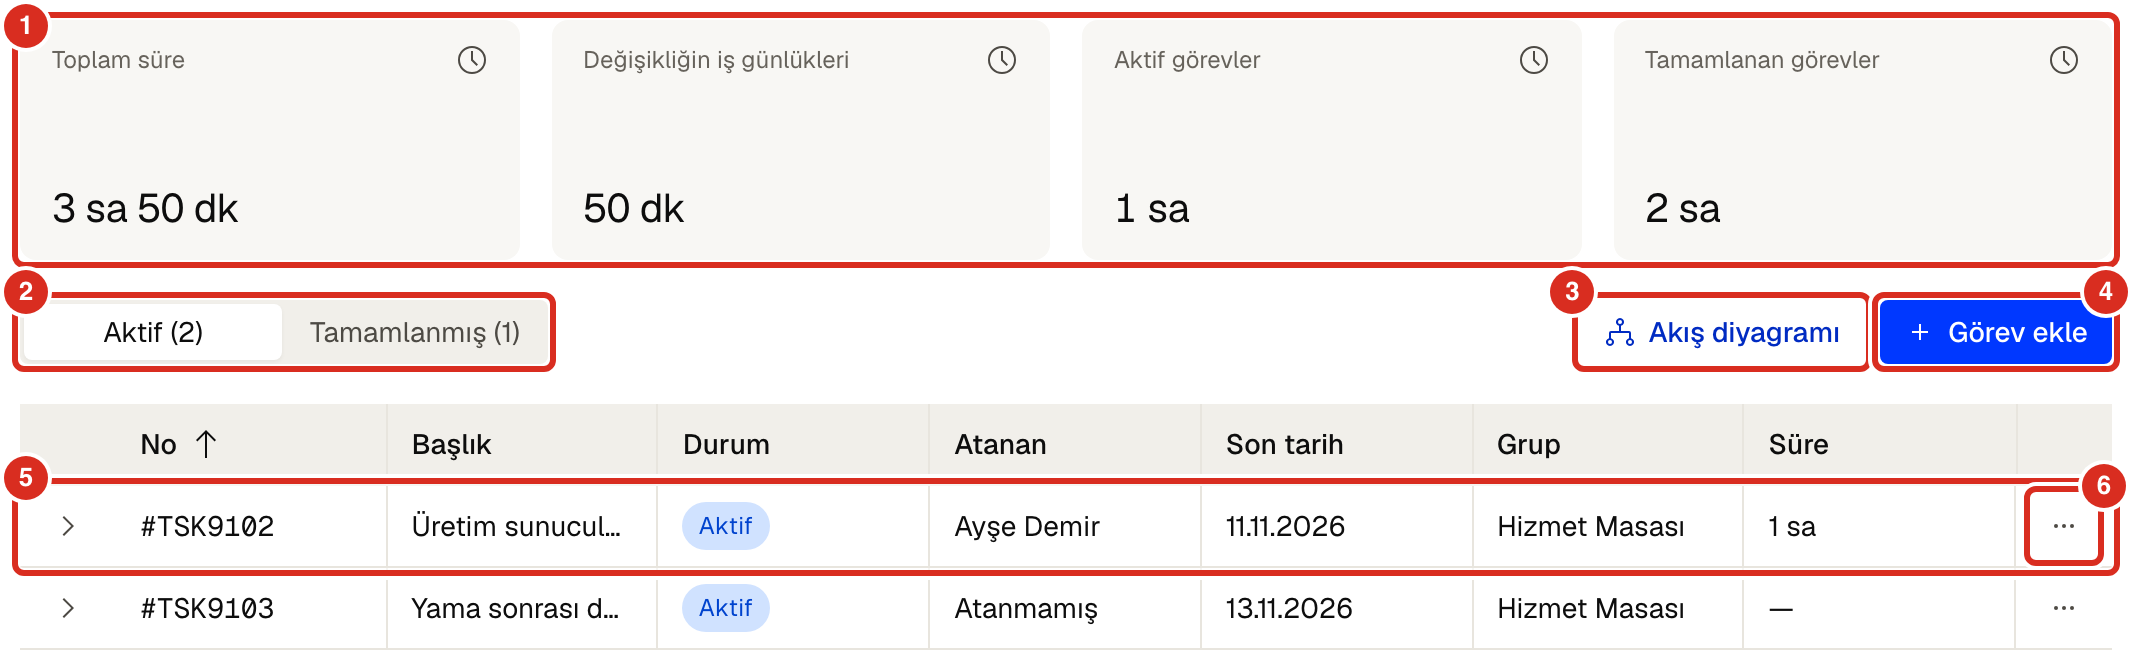 1
Toplam süre
Değişikliğin iş günlükleri
Aktif görevler
Tamamlanan görevler
3 sa 50 dk
50 dk
1 sa
2 sa
2
3
4
Aktif (2)
Tamamlanmış (1)
Akış diyagramı
+ Görev ekle
No ↑
Başlık
Durum
Atanan
Son tarih
Grup
Süre
5
6
#TSK9102
Üretim sunucul...
Aktif
Ayşe Demir
11.11.2026
Hizmet Masası
1 sa
...
#TSK9103
Yama sonrası d...
Aktif
Atanmamış
13.11.2026
Hizmet Masası
—
...